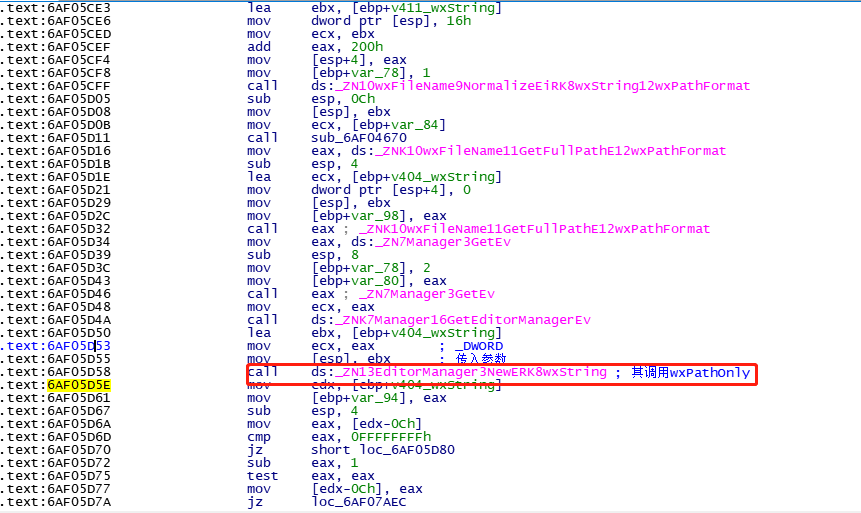 .text:6AF05CE3 lea ebx, [ebp+v411_wxString]
.text:6AF05CE6 mov dword ptr [esp], 16h
.text:6AF05CED mov ecx, ebx
.text:6AF05CEF add eax, 200h
.text:6AF05CF4 mov [esp+4], eax
.text:6AF05CF8 mov [ebp+var_78], 1
.text:6AF05CFF call ds:_ZN10wxFileName9NormalizeEiRK8wxString12wxPathFormat
.text:6AF05D05 sub esp, 0Ch
.text:6AF05D08 mov [esp], ebx
.text:6AF05D0B mov ecx, [ebp+var_84]
.text:6AF05D11 call sub_6AF04670
.text:6AF05D16 mov eax, ds:_ZNK10wxFileName11GetFullPathE12wxPathFormat
.text:6AF05D1B sub esp, 4
.text:6AF05D1E lea ecx, [ebp+v404_wxString]
.text:6AF05D21 mov dword ptr [esp+4], 0
.text:6AF05D29 mov [esp], ebx
.text:6AF05D2C mov [ebp+var_98], eax
.text:6AF05D32 call eax ; _ZNK10wxFileName11GetFullPathE12wxPathFormat
.text:6AF05D34 mov eax, ds:_ZN7Manager3GetEv
.text:6AF05D39 sub esp, 8
.text:6AF05D3C mov [ebp+var_78], 2
.text:6AF05D43 mov [ebp+var_80], eax
.text:6AF05D46 call eax ; _ZN7Manager3GetEv
.text:6AF05D48 mov ecx, eax
.text:6AF05D4A call ds:_ZNK7Manager16GetEditorManagerEv
.text:6AF05D50 lea ebx, [ebp+v404_wxString]
.text:6AF05D53 mov ecx, eax ; _DWORD
.text:6AF05D55 mov [esp], ebx ; 传入参数
.text:6AF05D58 call ds:_ZN13EditorManager3NewERK8wxString ; 其调用wxPathOnly
.text:6AF05D5E mov edx, [ebp+v404_wxString]
.text:6AF05D61 mov [ebp+var_94], eax
.text:6AF05D67 sub esp, 4
.text:6AF05D6A mov eax, [edx-0Ch]
.text:6AF05D6D cmp eax, 0FFFFFFFFh
.text:6AF05D70 jz short loc_6AF05D80
.text:6AF05D72 sub eax, 1
.text:6AF05D75 test eax, eax
.text:6AF05D77 mov [edx-0Ch], eax
.text:6AF05D7A jz loc_6AF07AEC